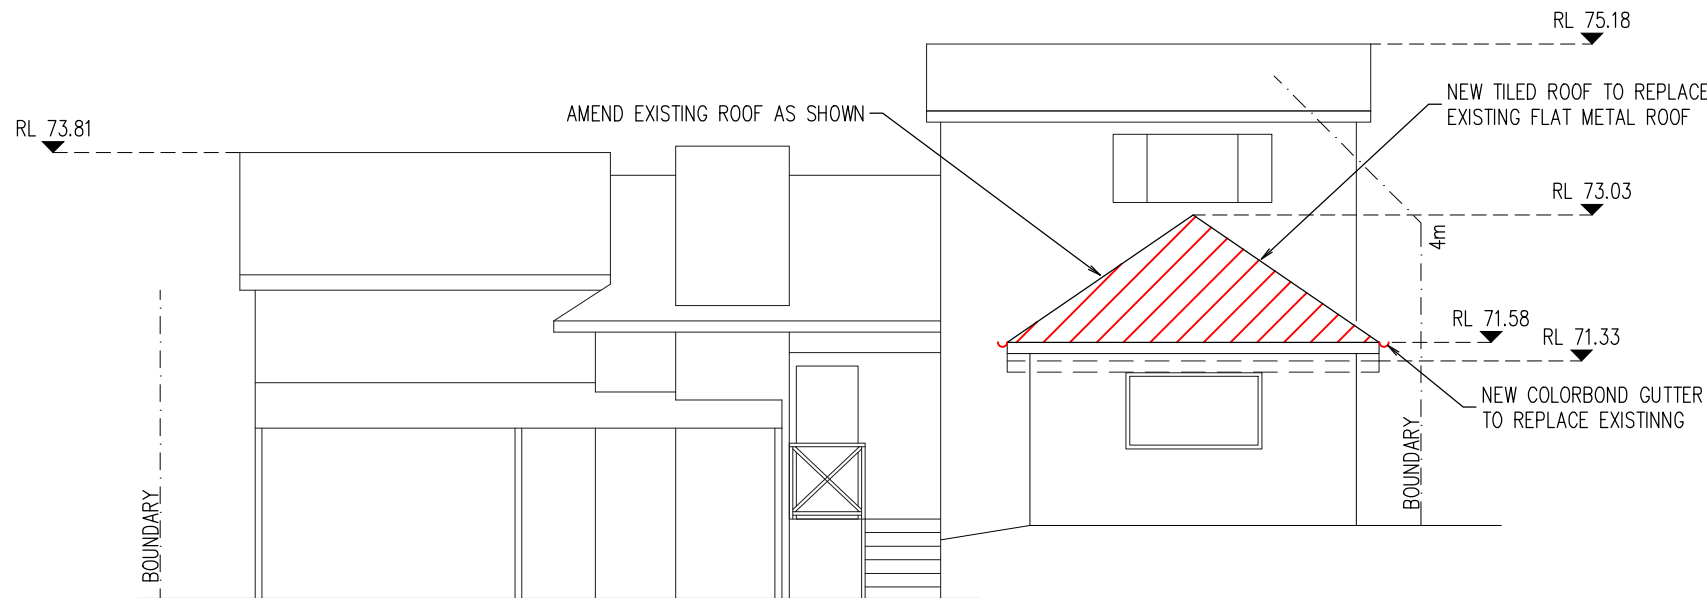 RL 75.18
RL 73.81
AMEND EXISTING ROOF AS SHOWN
NEW TILED ROOF TO REPLACE
EXISTING FLAT METAL ROOF
RL 73.03
4m
RL 71.58
RL 71.33
NEW COLORBOND GUTTER
TO REPLACE EXISTINNG
BOUNDARY
BOUNDARY